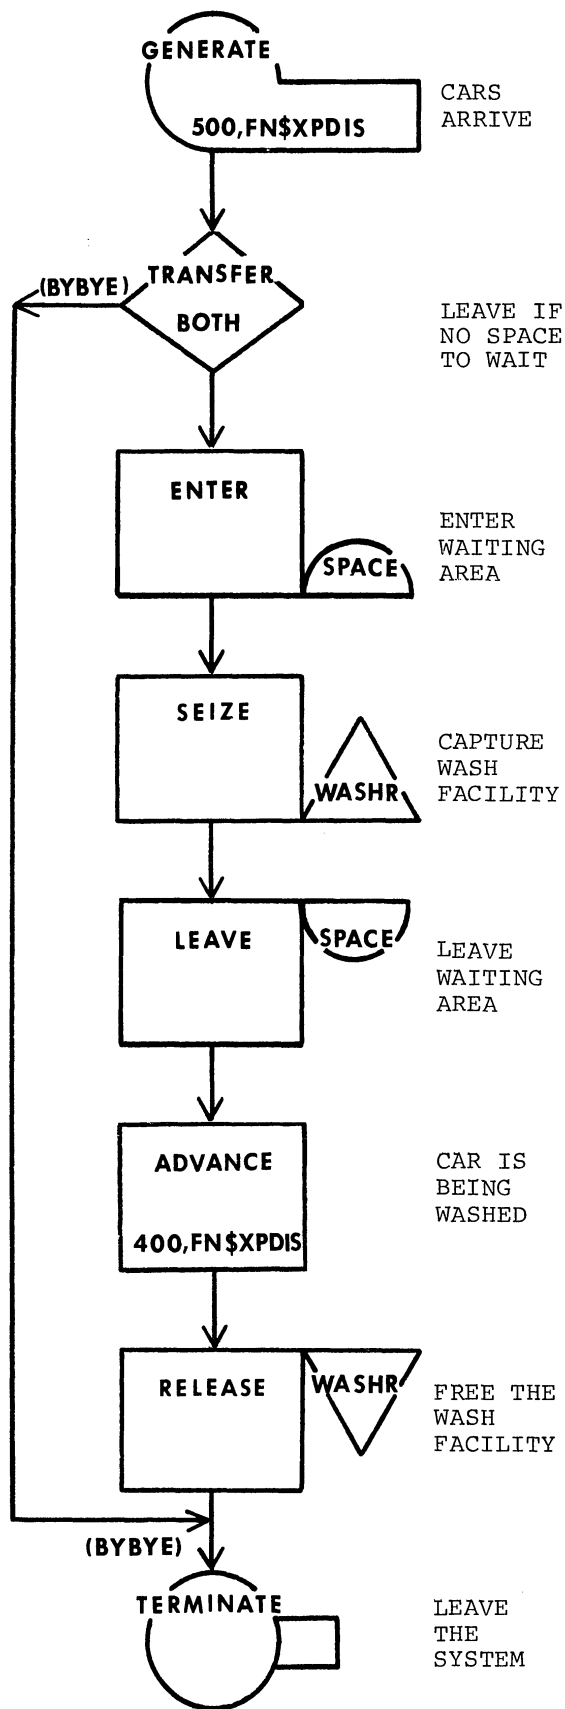 GENERATE
500,FN$XPDIS
CARS
ARRIVE
(BYBYE)
TRANSFER
BOTH
LEAVE IF
NO SPACE
TO WAIT
ENTER
SPACE
ENTER
WAITING
AREA
SEIZE
WASHR
CAPTURE
WASH
FACILITY
LEAVE
SPACE
LEAVE
WAITING
AREA
ADVANCE
400,FN$XPDIS
CAR IS
BEING
WASHED
RELEASE
WASHR
FREE THE
WASH
FACILITY
(BYBYE)
TERMINATE
LEAVE
THE
SYSTEM